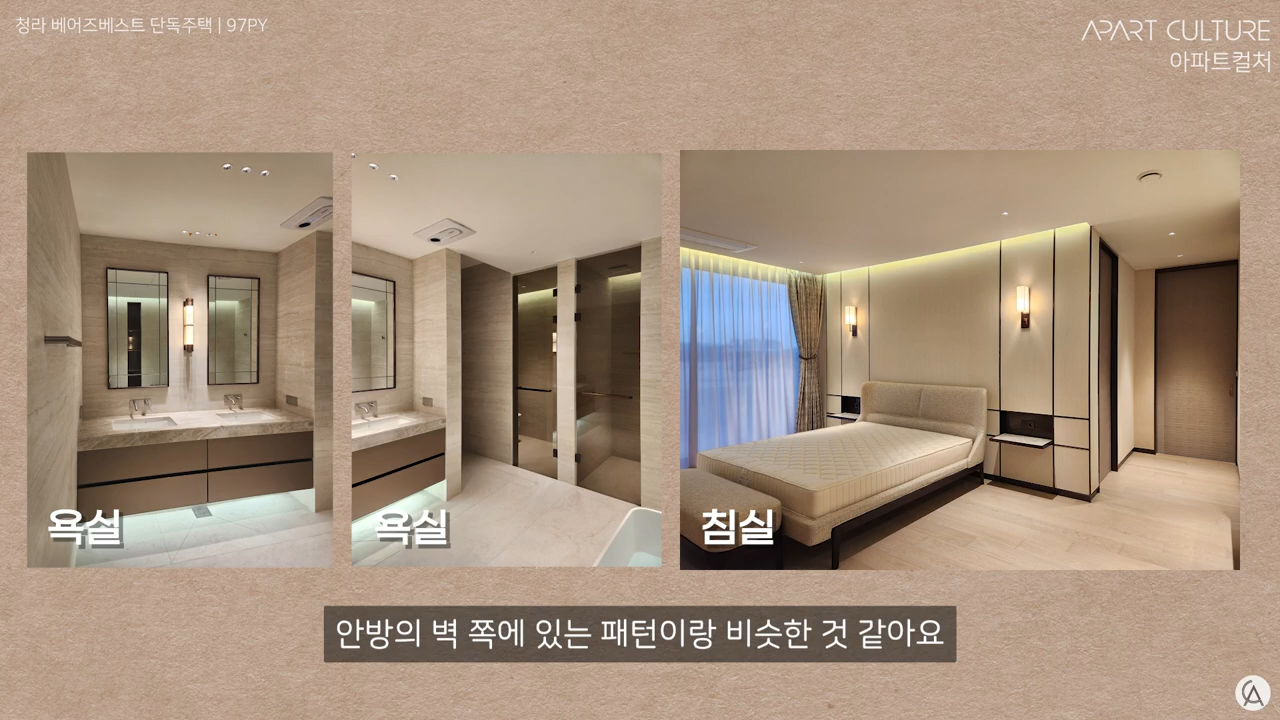 청라 베어즈베스트 단독주택 | 97PY
APART CULTURE
아파트컬처
욕실
욕실
침실
안방의 벽 쪽에 있는 패턴이랑 비슷한 것 같아요